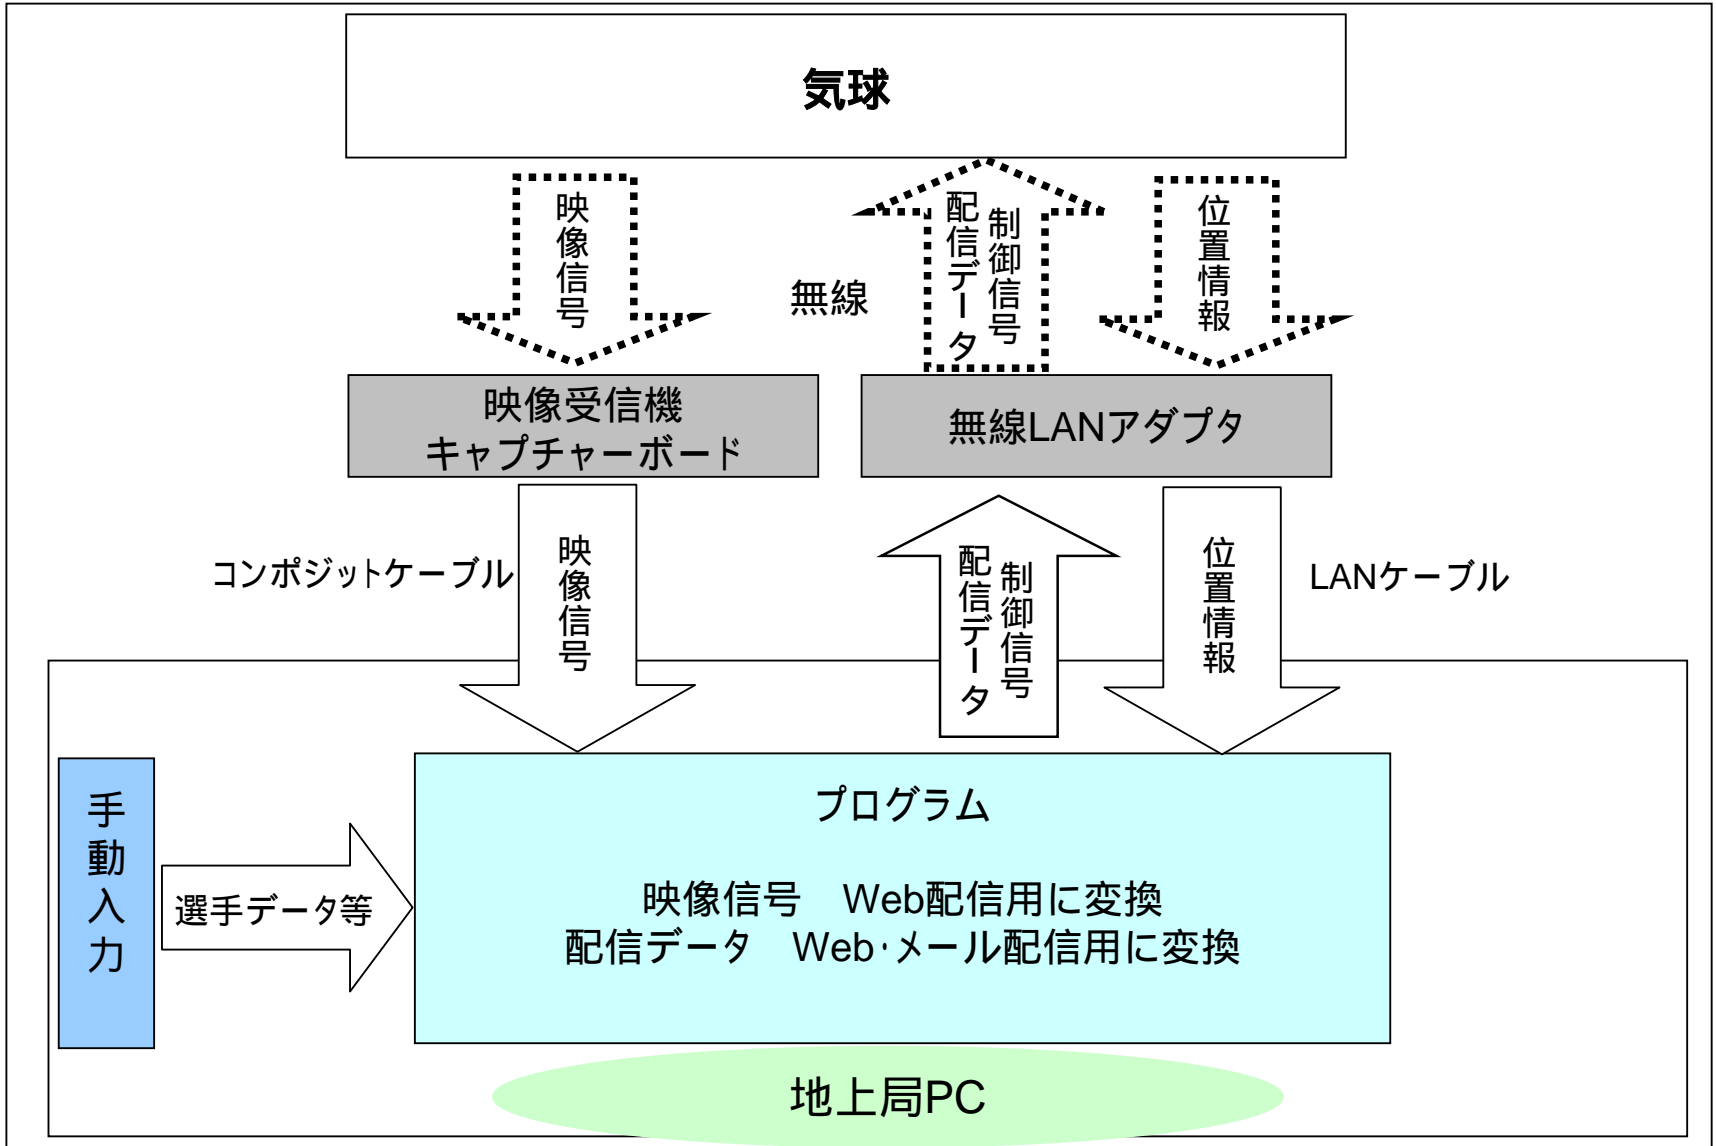 気球
映像信号
無線
配信データ
制御信号
位置情報
映像受信機
キャプチャーボード
無線LANアダプタ
コンポジットケーブル
映像信号
配信データ
制御信号
位置情報
LANケーブル
手動入力
選手データ等
プログラム
映像信号　Web配信用に変換
配信データ　Web・メール配信用に変換
地上局PC